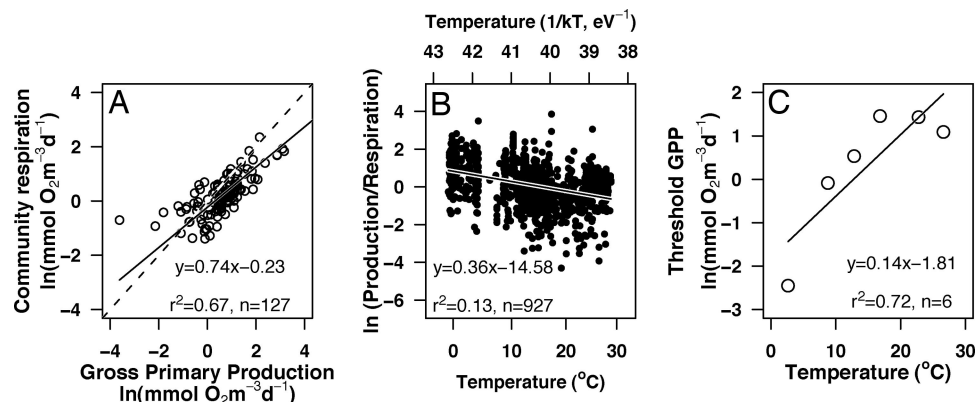 A
Community respiration
ln(mmol O₂m⁻³d⁻¹)
4
2
0
−2
−4
y=0.74x−0.23
r²=0.67, n=127
−4 −2 0 2 4
Gross Primary Production
ln(mmol O₂m⁻³d⁻¹)
Temperature (1/kT, eV⁻¹)
43 42 41 40 39 38
B
ln (Production/Respiration)
4
2
0
−2
−4
−6
y=0.36x−14.58
r²=0.13, n=927
0 10 20 30
Temperature (°C)
C
Threshold GPP
ln(mmol O₂m⁻³d⁻¹)
2
1
0
−1
−2
−3
y=0.14x−1.81
r²=0.72, n=6
0 10 20 30
Temperature (°C)